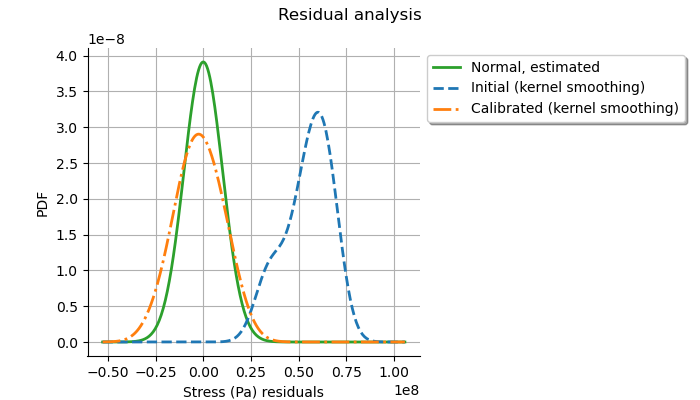 Residual analysis
1e−8
Normal, estimated
Initial (kernel smoothing)
Calibrated (kernel smoothing)
4.0
3.5
3.0
2.5
2.0
1.5
1.0
0.5
0.0
PDF
−0.50 −0.25 0.00 0.25 0.50 0.75 1.00
Stress (Pa) residuals
1e8